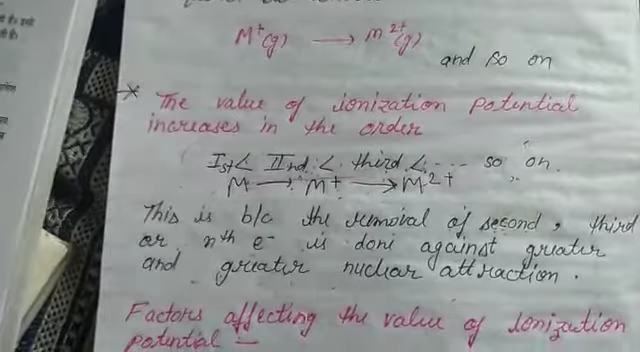 M⁺(g) ⟶ m²⁺(g)
and so on
* The value of ionization potential
increases in the order
Ist < IInd < third < ---- so on.
M ⟶ m+ ⟶ M2+
This is b/c the removal of second, third
or nth e⁻ is doni against greater
and greater nuclear attraction.
Factors affecting the value of Ionization
potential –